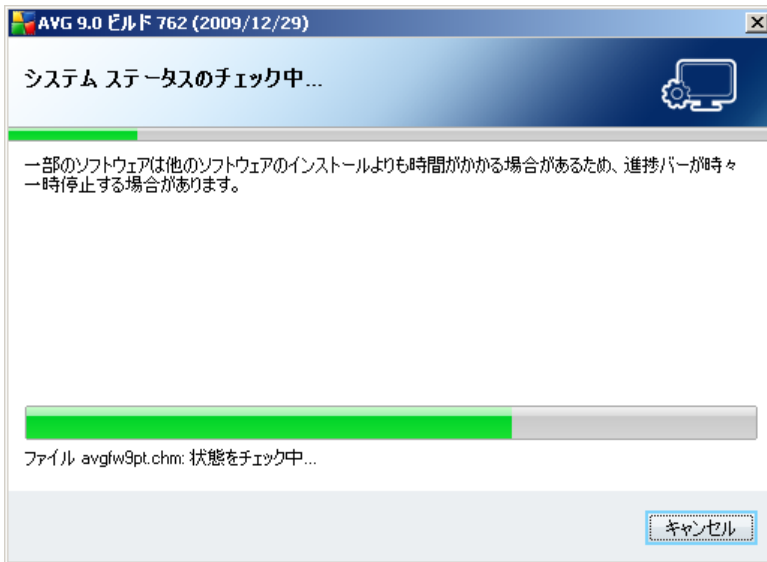 AVG 9.0 ビルド 762 (2009/12/29)
システム ステータスのチェック中...
一部のソフトウェアは他のソフトウェアのインストールよりも時間がかかる場合があるため、進捗バーが時々
一時停止する場合があります。
ファイル avgfw9pt.chm: 状態をチェック中...
キャンセル